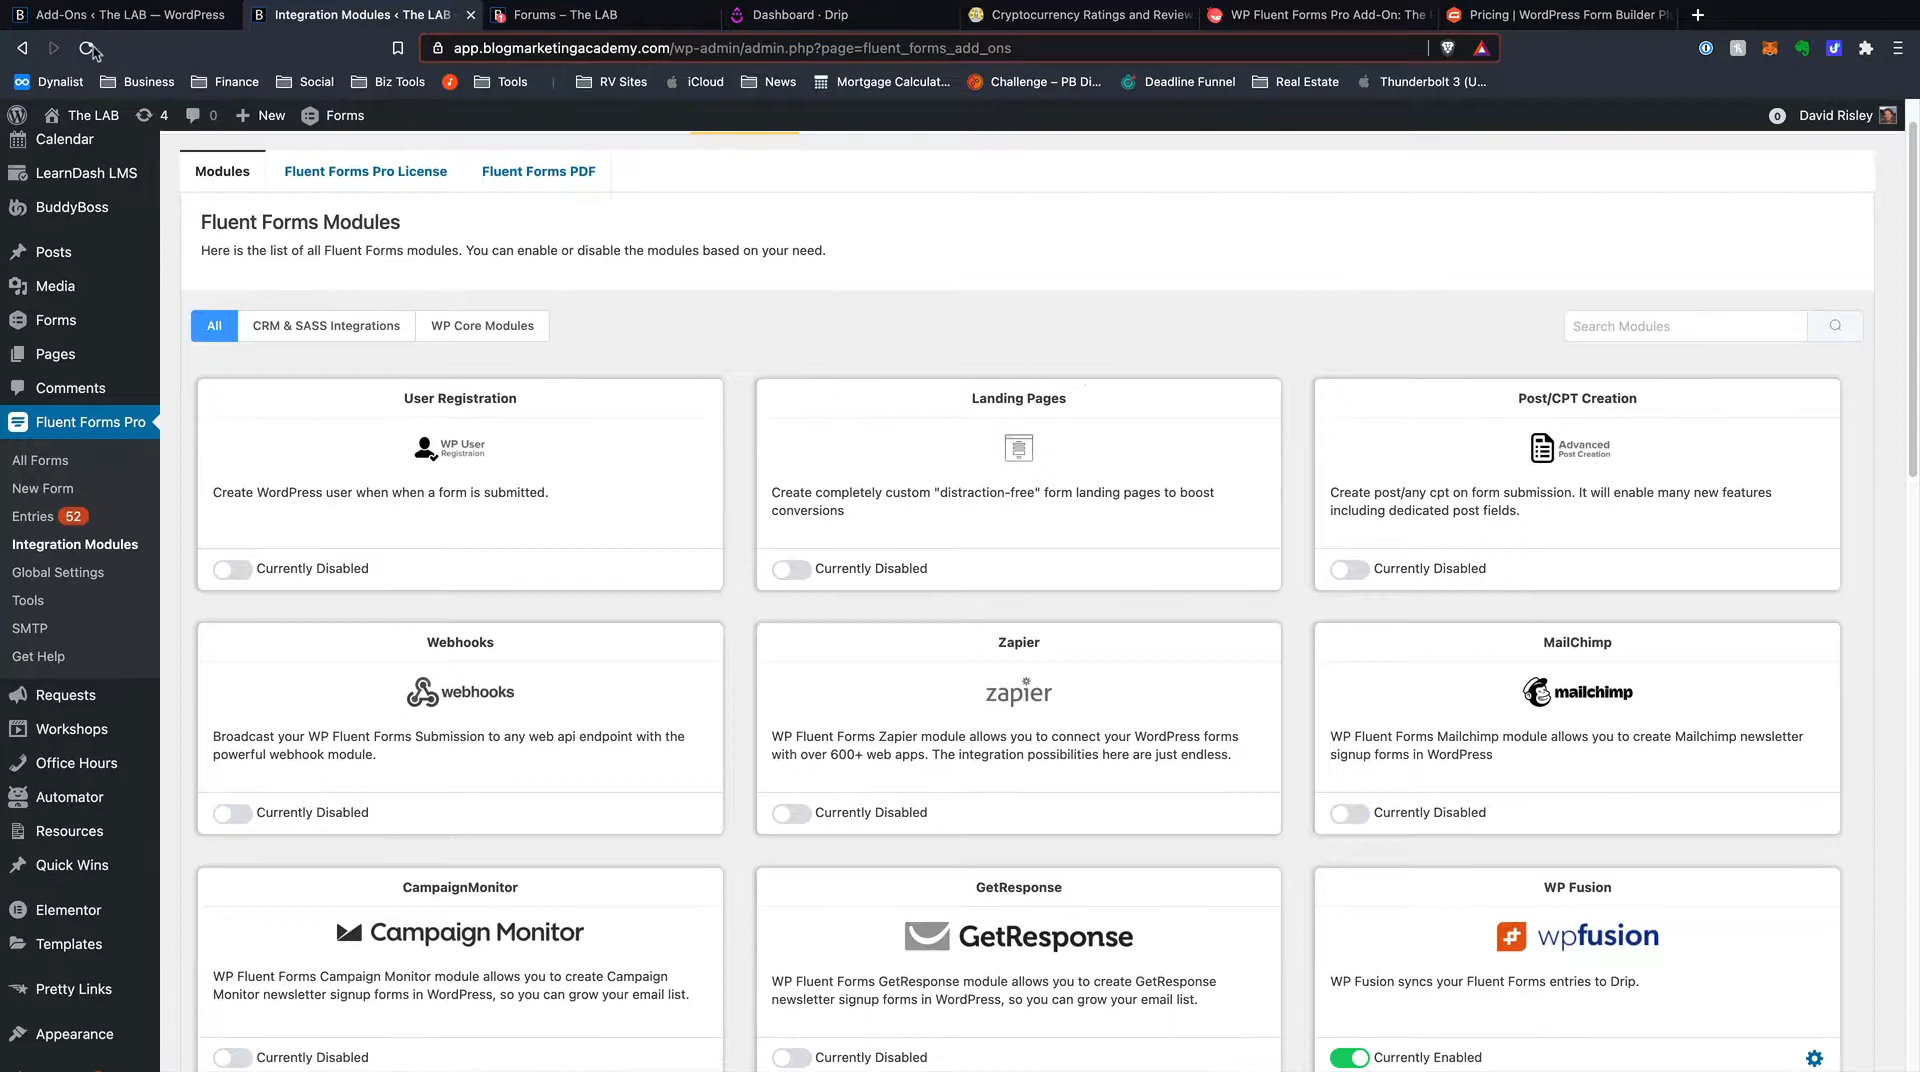 Add-Ons ‹ The LAB — WordPress
Integration Modules ‹ The LAB
Forums – The LAB
Dashboard · Drip
Cryptocurrency Ratings and Review
WP Fluent Forms Pro Add-On: The
Pricing | WordPress Form Builder Pl
app.blogmarketingacademy.com/wp-admin/admin.php?page=fluent_forms_add_ons
Dynalist
Business
Finance
Social
Biz Tools
Tools
RV Sites
iCloud
News
Mortgage Calculat...
Challenge – PB Di...
Deadline Funnel
Real Estate
Thunderbolt 3 (U...
The LAB
4
0
New
Forms
0
David Risley
Calendar
LearnDash LMS
BuddyBoss
Posts
Media
Forms
Pages
Comments
Fluent Forms Pro
All Forms
New Form
Entries 52
Integration Modules
Global Settings
Tools
SMTP
Get Help
Requests
Workshops
Office Hours
Automator
Resources
Quick Wins
Elementor
Templates
Pretty Links
Appearance
Modules
Fluent Forms Pro License
Fluent Forms PDF
Fluent Forms Modules
Here is the list of all Fluent Forms modules. You can enable or disable the modules based on your need.
All
CRM & SASS Integrations
WP Core Modules
Search Modules
User Registration
WP User
Registraion
Create WordPress user when when a form is submitted.
Currently Disabled
Landing Pages
Create completely custom "distraction-free" form landing pages to boost
conversions
Currently Disabled
Post/CPT Creation
Advanced
Post Creation
Create post/any cpt on form submission. It will enable many new features
including dedicated post fields.
Currently Disabled
Webhooks
webhooks
Broadcast your WP Fluent Forms Submission to any web api endpoint with the
powerful webhook module.
Currently Disabled
Zapier
zapier
WP Fluent Forms Zapier module allows you to connect your WordPress forms
with over 600+ web apps. The integration possibilities here are just endless.
Currently Disabled
MailChimp
mailchimp
WP Fluent Forms Mailchimp module allows you to create Mailchimp newsletter
signup forms in WordPress
Currently Disabled
CampaignMonitor
Campaign Monitor
WP Fluent Forms Campaign Monitor module allows you to create Campaign
Monitor newsletter signup forms in WordPress, so you can grow your email list.
Currently Disabled
GetResponse
GetResponse
WP Fluent Forms GetResponse module allows you to create GetResponse
newsletter signup forms in WordPress, so you can grow your email list.
Currently Disabled
WP Fusion
wpfusion
WP Fusion syncs your Fluent Forms entries to Drip.
Currently Enabled